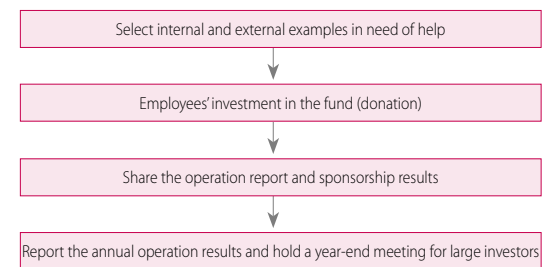 Select internal and external examples in need of help
Employees' investment in the fund (donation)
Share the operation report and sponsorship results
Report the annual operation results and hold a year-end meeting for large investors